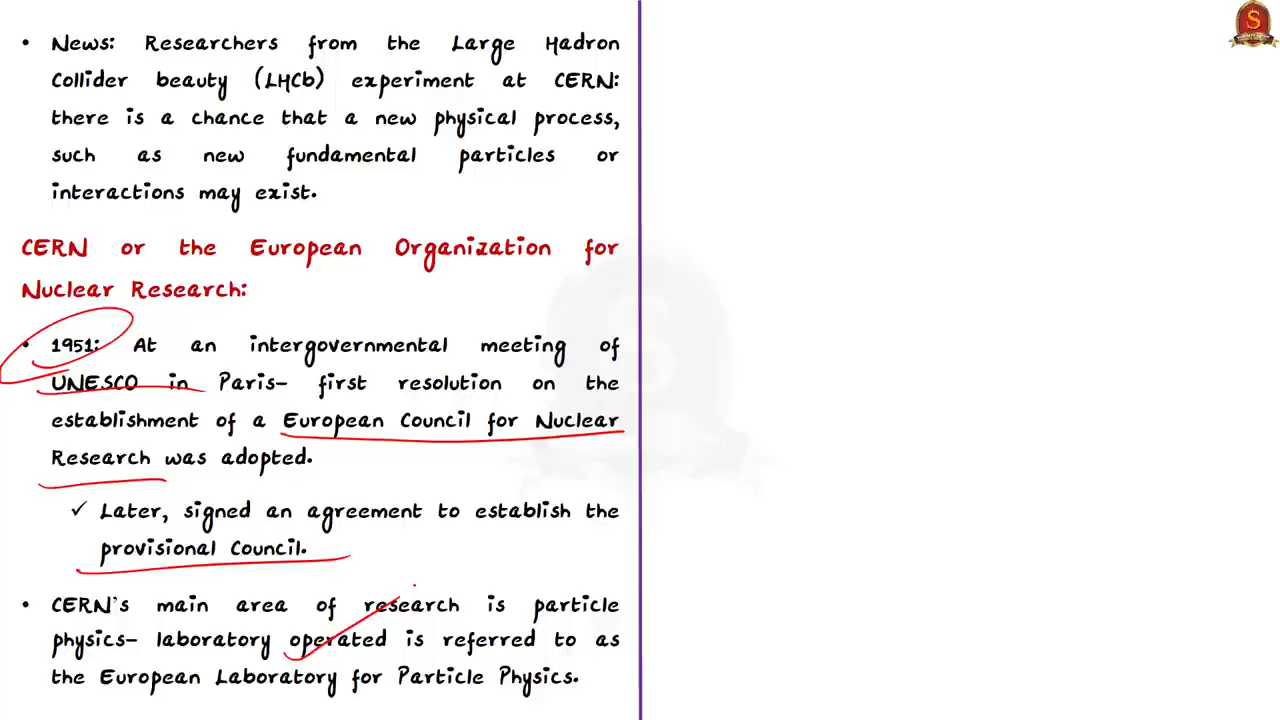 • News: Researchers from the Large Hadron
Collider beauty (LHCb) experiment at CERN:
there is a chance that a new physical process,
such as new fundamental particles or
interactions may exist.
CERN or the European Organization for
Nuclear Research:
• 1951: At an intergovernmental meeting of
UNESCO in Paris- first resolution on the
establishment of a European Council for Nuclear
Research was adopted.
✓ Later, signed an agreement to establish the
provisional Council.
• CERN's main area of research is particle
physics- laboratory operated is referred to as
the European Laboratory for Particle Physics.
S